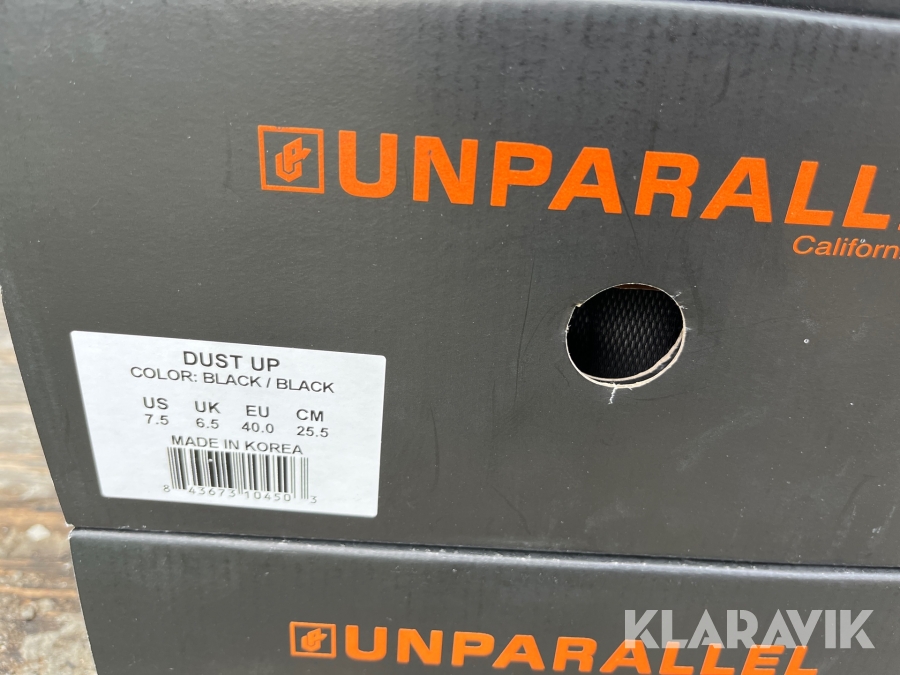 UNPARALL
Californ
DUST UP
COLOR: BLACK / BLACK
US UK EU CM
7.5 6.5 40.0 25.5
MADE IN KOREA
8 43673 10450 3
UNPARALLEL
KLARAVIK